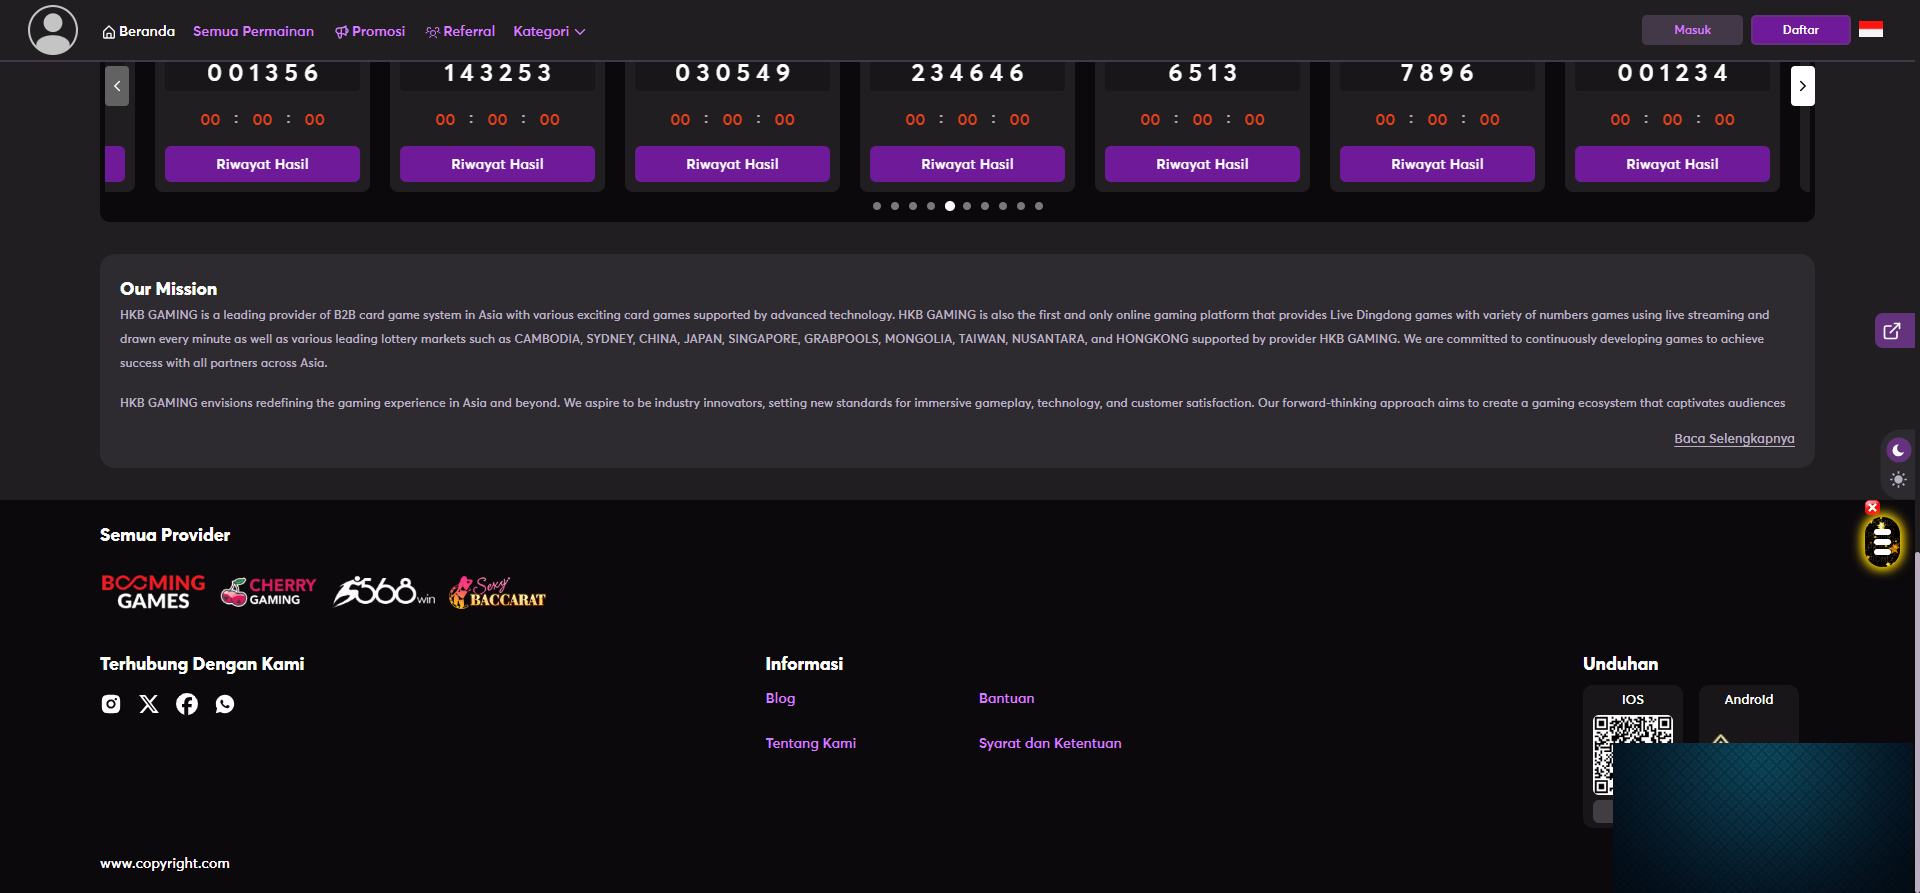 Beranda Semua Permainan Promosi Referral Kategori Masuk Daftar
001356 143253 030549 234646 6513 7896 001234
00 : 00 : 00 00 : 00 : 00 00 : 00 : 00 00 : 00 : 00 00 : 00 : 00 00 : 00 : 00 00 : 00 : 00
Riwayat Hasil Riwayat Hasil Riwayat Hasil Riwayat Hasil Riwayat Hasil Riwayat Hasil Riwayat Hasil
Our Mission
HKB GAMING is a leading provider of B2B card game system in Asia with various exciting card games supported by advanced technology. HKB GAMING is also the first and only online gaming platform that provides Live Dingdong games with variety of numbers games using live streaming and
drawn every minute as well as various leading lottery markets such as CAMBODIA, SYDNEY, CHINA, JAPAN, SINGAPORE, GRABPOOLS, MONGOLIA, TAIWAN, NUSANTARA, and HONGKONG supported by provider HKB GAMING. We are committed to continuously developing games to achieve
success with all partners across Asia.
HKB GAMING envisions redefining the gaming experience in Asia and beyond. We aspire to be industry innovators, setting new standards for immersive gameplay, technology, and customer satisfaction. Our forward-thinking approach aims to create a gaming ecosystem that captivates audiences
Baca Selengkapnya
Semua Provider
BOOMING GAMES
CHERRY GAMING
568win
Sexy BACCARAT
Terhubung Dengan Kami
Informasi
Blog Bantuan
Tentang Kami Syarat dan Ketentuan
Unduhan
IOS Android
www.copyright.com